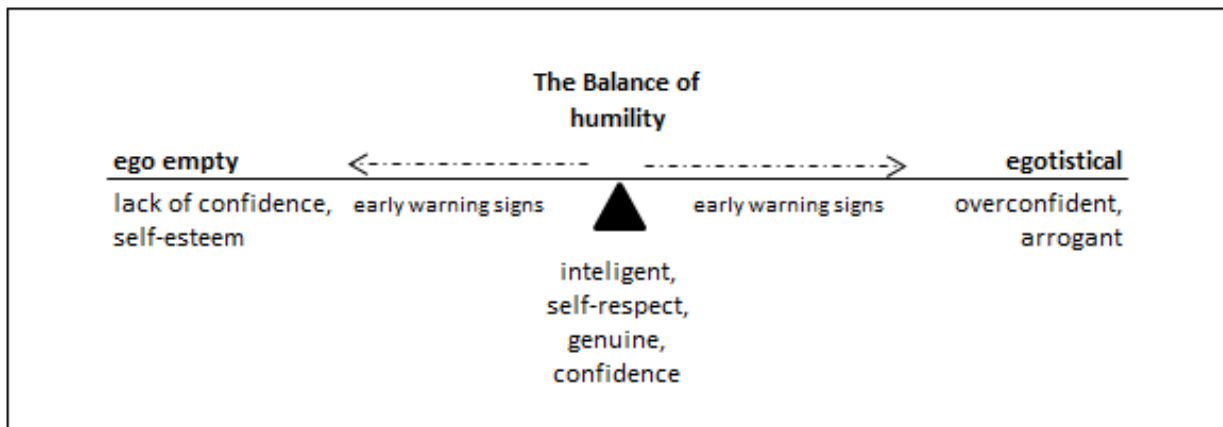 The Balance of
humility
ego empty
egotistical
lack of confidence,
self-esteem
early warning signs
early warning signs
overconfident,
arrogant
inteligent,
self-respect,
genuine,
confidence